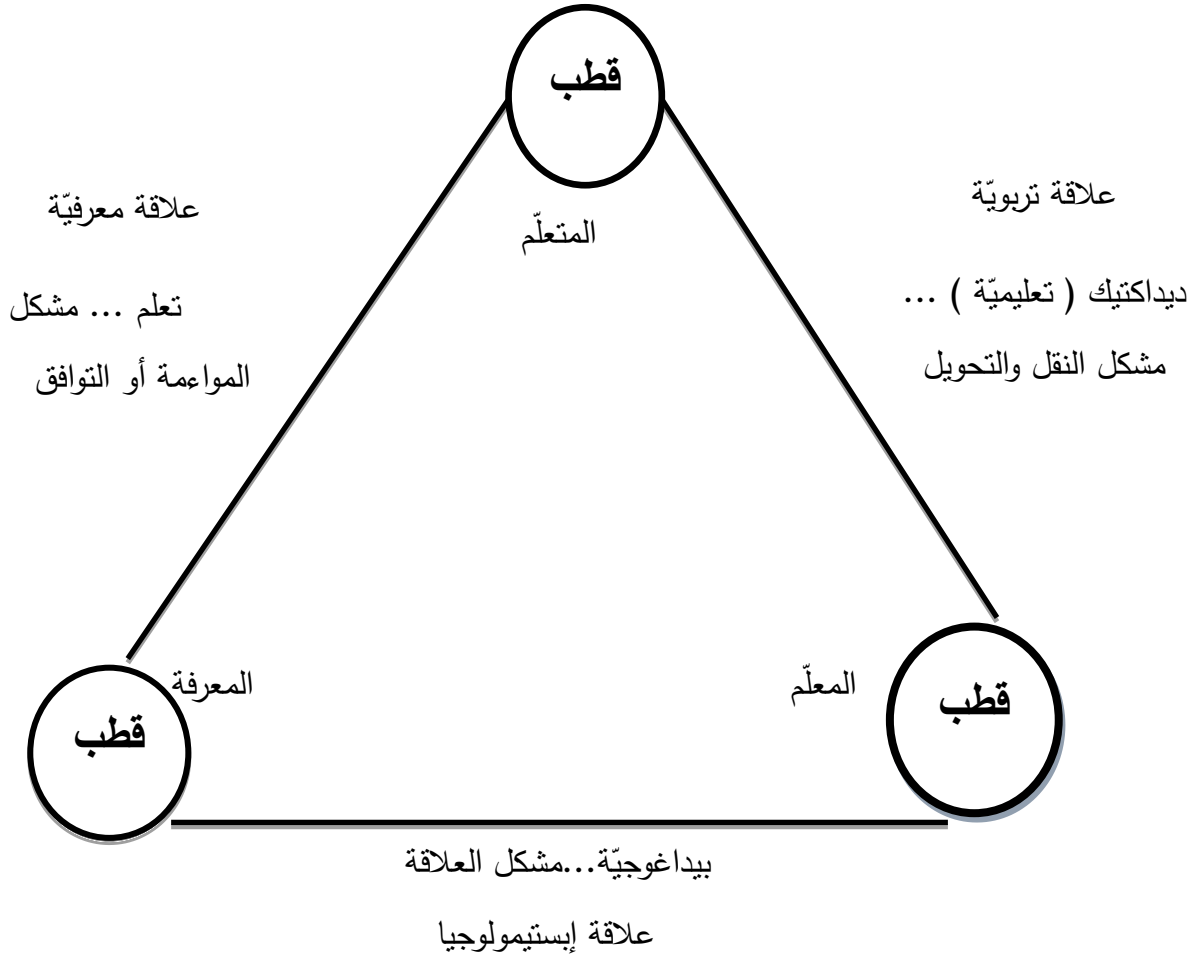 قطب
المتعلّم
علاقة تربويّة
ديداكتيك ( تعليميّة ) ...
مشكل النقل والتحويل
علاقة معرفيّة
تعلم ... مشكل
المواءمة أو التوافق
المعلّم
قطب
المعرفة
قطب
بيداغوجيّة...مشكل العلاقة
علاقة إبستيمولوجيا